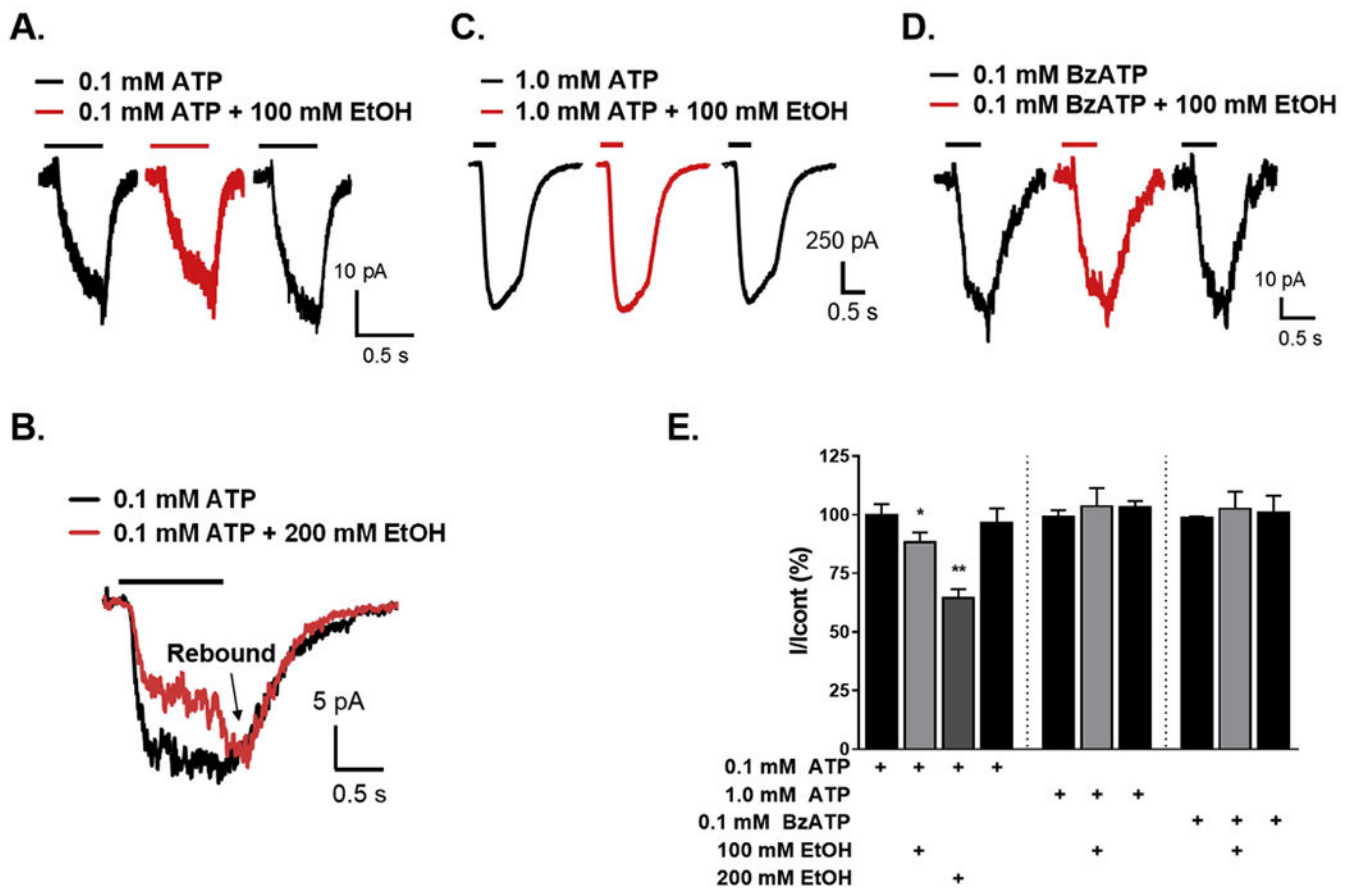 A.
0.1 mM ATP
0.1 mM ATP + 100 mM EtOH
10 pA
0.5 s
C.
1.0 mM ATP
1.0 mM ATP + 100 mM EtOH
250 pA
0.5 s
D.
0.1 mM BzATP
0.1 mM BzATP + 100 mM EtOH
10 pA
0.5 s
B.
0.1 mM ATP
0.1 mM ATP + 200 mM EtOH
Rebound
5 pA
0.5 s
E.
I/Icont (%)
125
100
75
50
25
0
*
**
0.1 mM ATP + + + +
1.0 mM ATP + + +
0.1 mM BzATP + + +
100 mM EtOH + + +
200 mM EtOH +